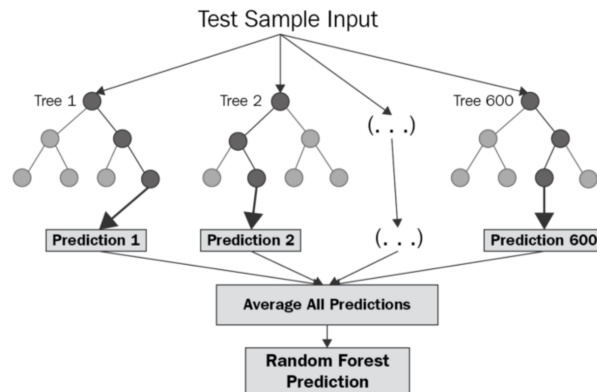 Test Sample Input
Tree 1
Tree 2
Tree 600
(. . .)
Prediction 1
Prediction 2
(. . .)
Prediction 600
Average All Predictions
Random Forest
Prediction